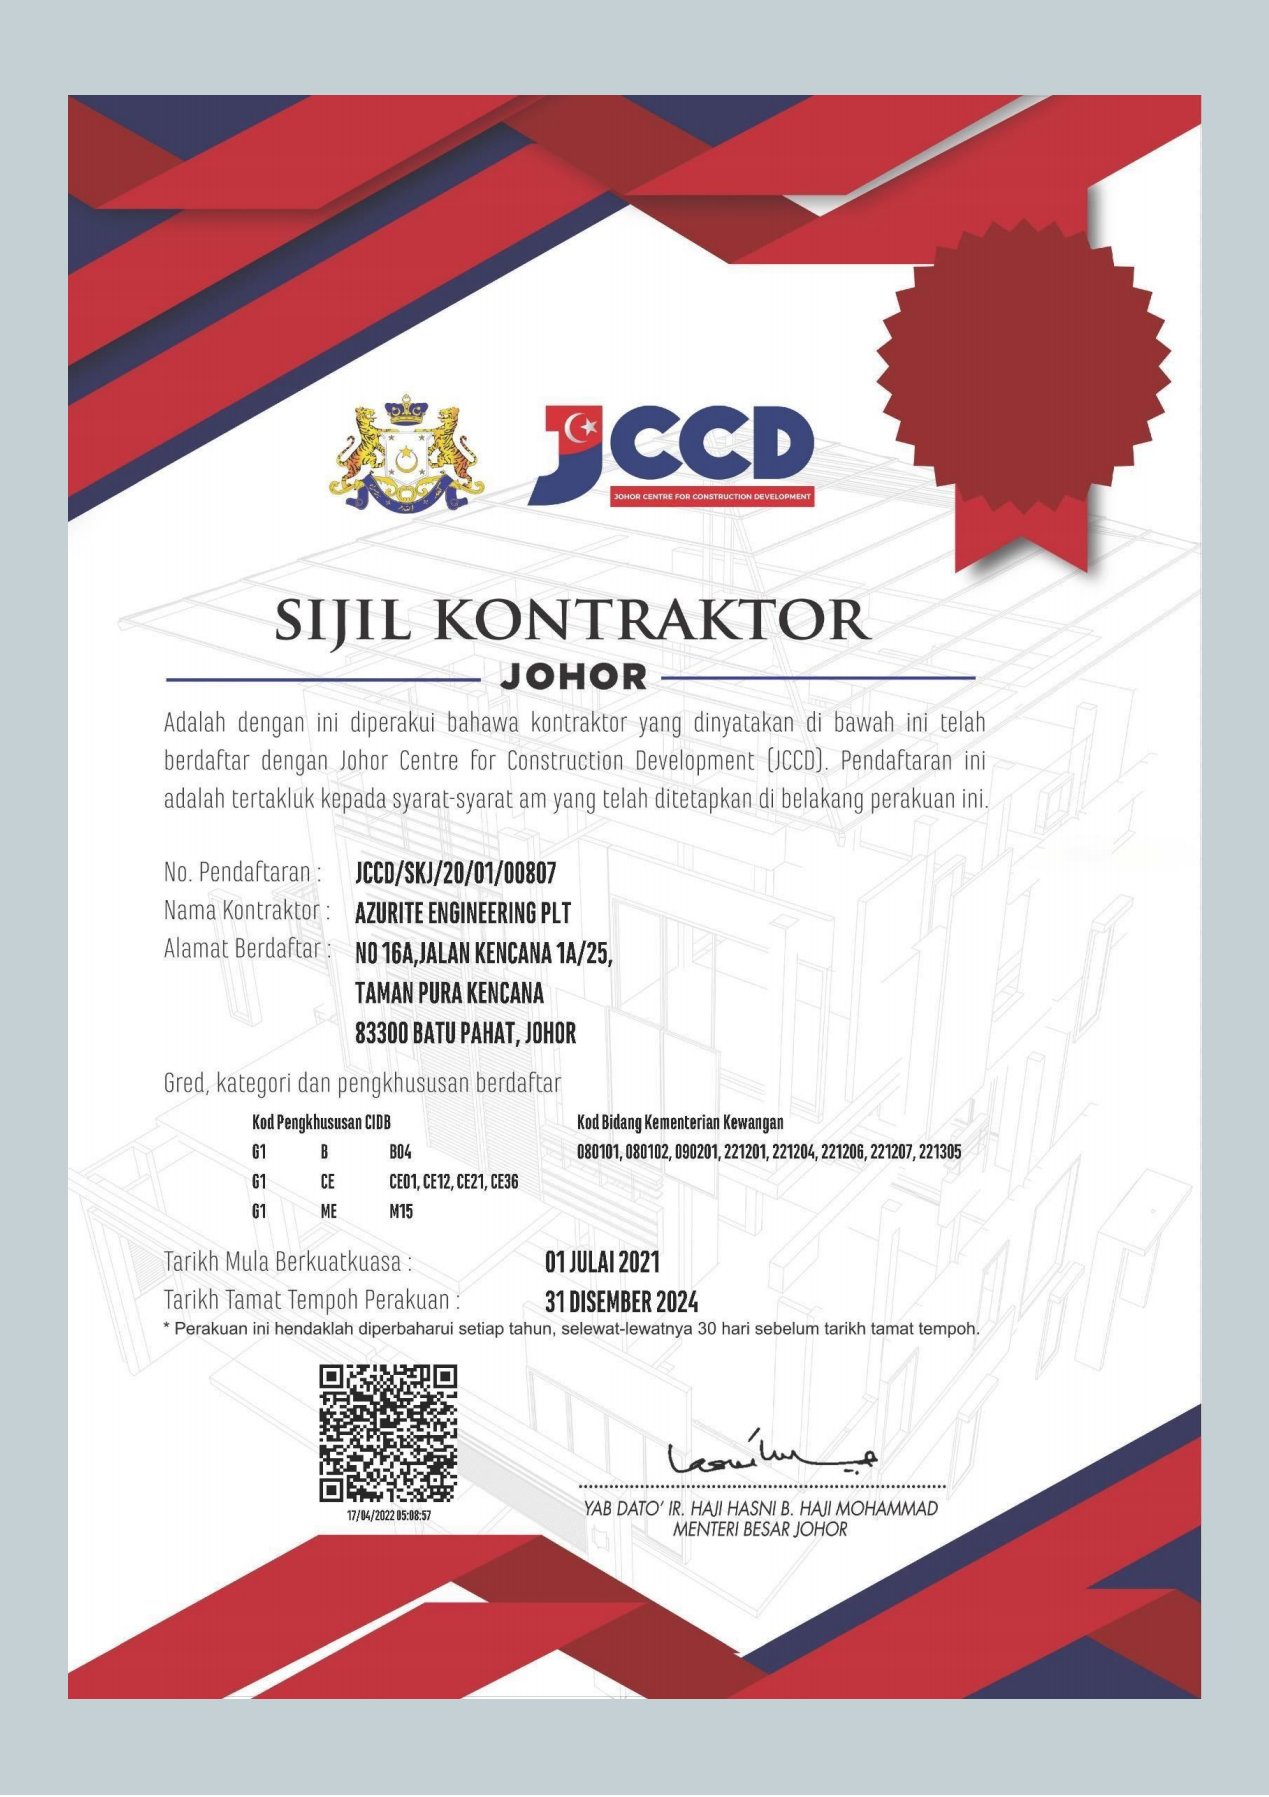 JCCD
JOHOR CENTRE FOR CONSTRUCTION DEVELOPMENT
SIJIL KONTRAKTOR
JOHOR
Adalah dengan ini diperakui bahawa kontraktor yang dinyatakan di bawah ini telah
berdaftar dengan Johor Centre for Construction Development (JCCD). Pendaftaran ini
adalah tertakluk kepada syarat-syarat am yang telah ditetapkan di belakang perakuan ini.
No. Pendaftaran : JCCD/SKJ/20/01/00807
Nama Kontraktor : AZURITE ENGINEERING PLT
Alamat Berdaftar : NO 16A,JALAN KENCANA 1A/25,
TAMAN PURA KENCANA
83300 BATU PAHAT, JOHOR
Gred, kategori dan pengkhususan berdaftar
Kod Pengkhususan CIDB Kod Bidang Kementerian Kewangan
G1 B B04 080101, 080102, 090201, 221201, 221204, 221206, 221207, 221305
G1 CE CE01, CE12, CE21, CE36
G1 ME M15
Tarikh Mula Berkuatkuasa : 01 JULAI 2021
Tarikh Tamat Tempoh Perakuan : 31 DISEMBER 2024
* Perakuan ini hendaklah diperbaharui setiap tahun, selewat-lewatnya 30 hari sebelum tarikh tamat tempoh.
17/04/2022 05:08:57
YAB DATO' IR. HAJI HASNI B. HAJI MOHAMMAD
MENTERI BESAR JOHOR